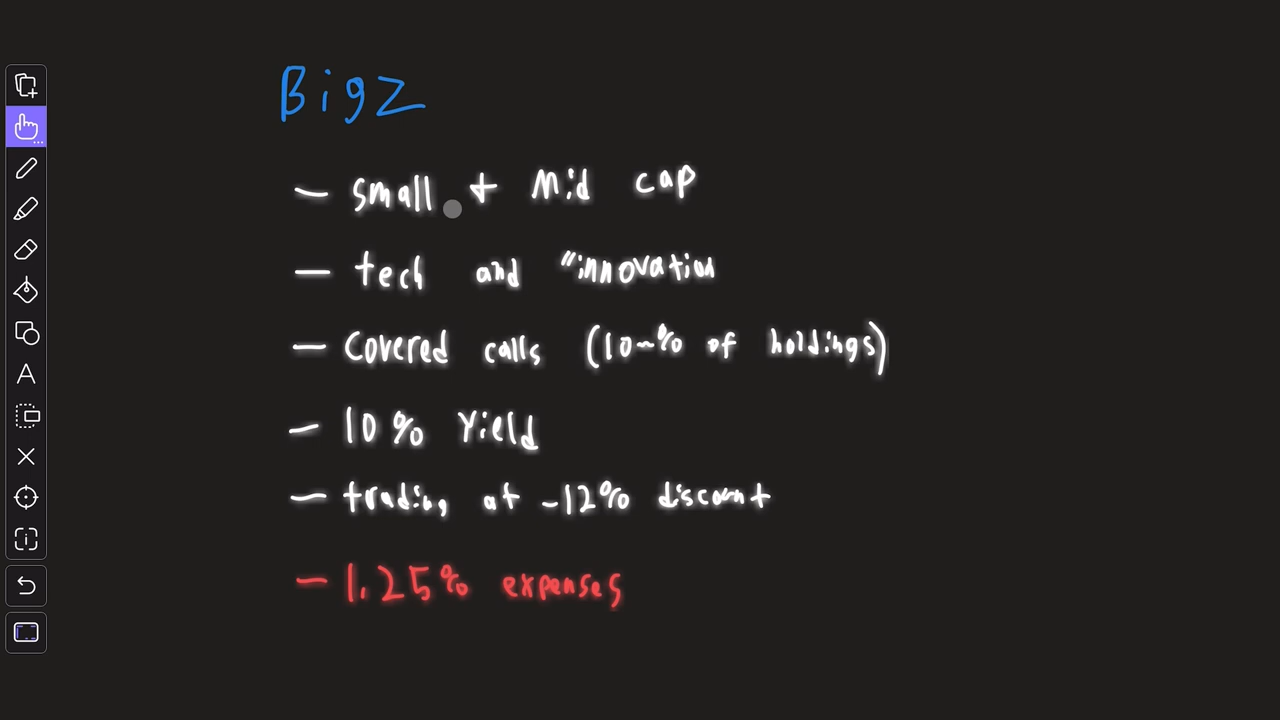 Bigz
- Small + Mid cap
- tech and "innovation
- Covered calls (10~% of holdings)
- 10% Yield
- trading at -12% discount
- 1.25% expenses